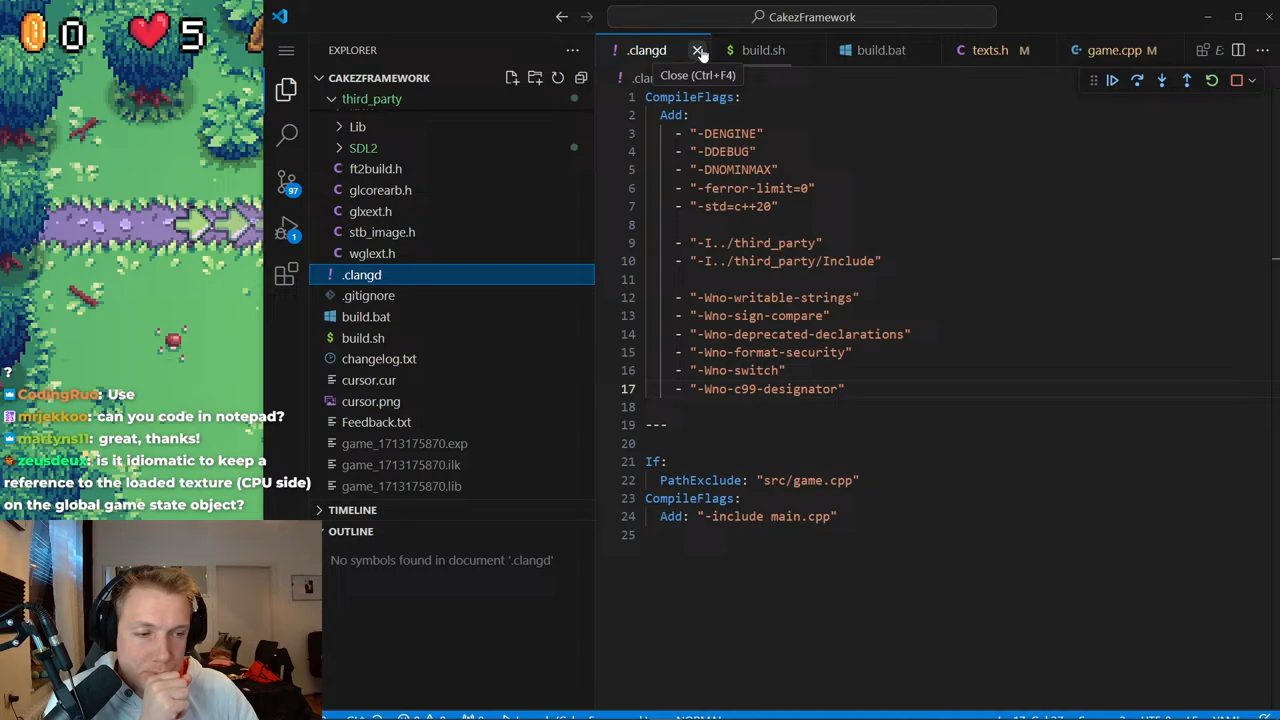 0 5
CakezFramework
EXPLORER
CAKEZFRAMEWORK
third_party
Lib
SDL2
ft2build.h
glcorearb.h
glxext.h
stb_image.h
wglext.h
.clangd
.gitignore
build.bat
build.sh
changelog.txt
cursor.cur
cursor.png
Feedback.txt
game_1713175870.exp
game_1713175870.ilk
game_1713175870.lib
TIMELINE
OUTLINE
No symbols found in document '.clangd'
97
1
.clangd
build.sh
build.bat
texts.h M
game.cpp M
Close (Ctrl+F4)
1 CompileFlags:
2 Add:
3 - "-DENGINE"
4 - "-DDEBUG"
5 - "-DNOMINMAX"
6 - "-ferror-limit=0"
7 - "-std=c++20"
8
9 - "-I../third_party"
10 - "-I../third_party/Include"
11
12 - "-Wno-writable-strings"
13 - "-Wno-sign-compare"
14 - "-Wno-deprecated-declarations"
15 - "-Wno-format-security"
16 - "-Wno-switch"
17 - "-Wno-c99-designator"
18
19 ---
20
21 If:
22 PathExclude: "src/game.cpp"
23 CompileFlags:
24 Add: "-include main.cpp"
25
?
CodingRuo: Use
mrjekkoo: can you code in notepad?
martyns11: great, thanks!
zeusdeux: is it idiomatic to keep a
reference to the loaded texture (CPU side)
on the global game state object?